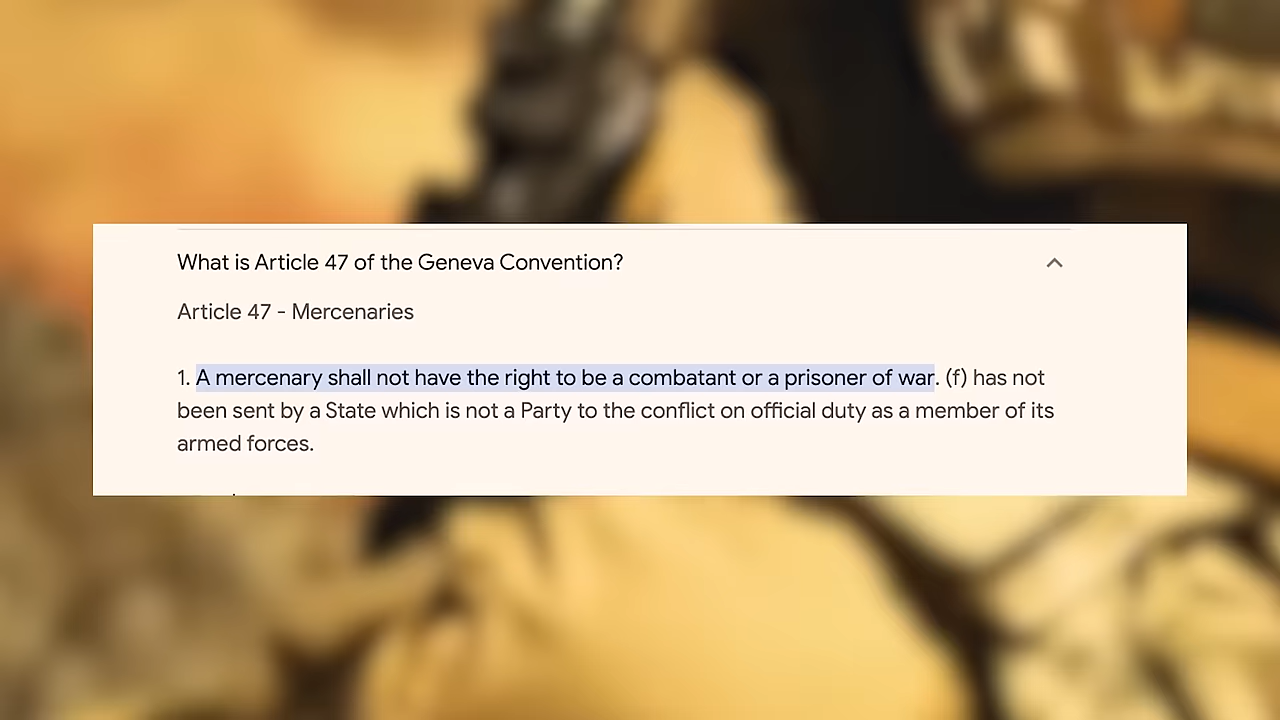 What is Article 47 of the Geneva Convention?
Article 47 - Mercenaries
1. A mercenary shall not have the right to be a combatant or a prisoner of war. (f) has not
been sent by a State which is not a Party to the conflict on official duty as a member of its
armed forces.